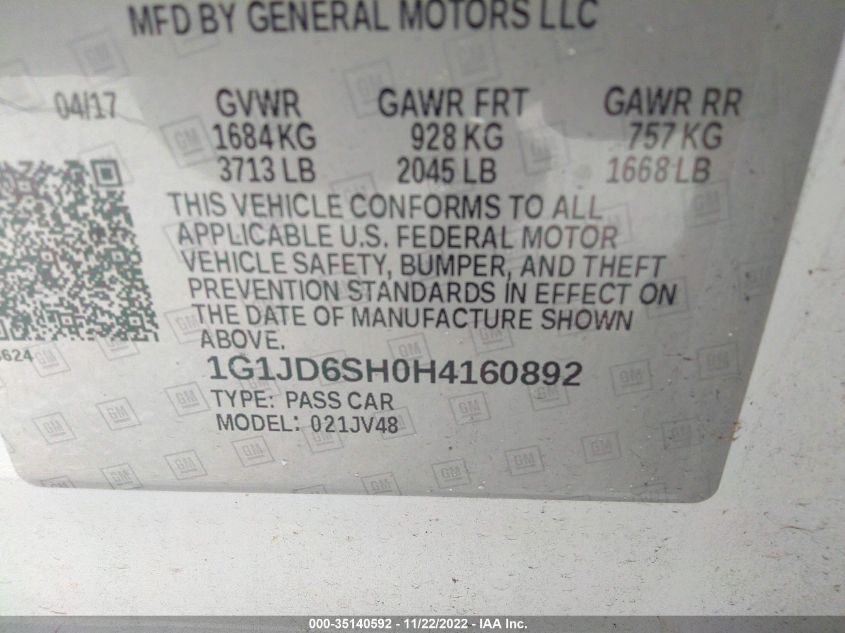 MFD BY GENERAL MOTORS LLC
04/17 GVWR GAWR FRT GAWR RR
1684 KG 928 KG 757 KG
3713 LB 2045 LB 1668 LB
THIS VEHICLE CONFORMS TO ALL
APPLICABLE U.S. FEDERAL MOTOR
VEHICLE SAFETY, BUMPER, AND THEFT
PREVENTION STANDARDS IN EFFECT ON
THE DATE OF MANUFACTURE SHOWN
ABOVE.
624
1G1JD6SH0H4160892
TYPE: PASS CAR
MODEL: 021JV48
GM
000-35140592 - 11/22/2022 - IAA Inc.